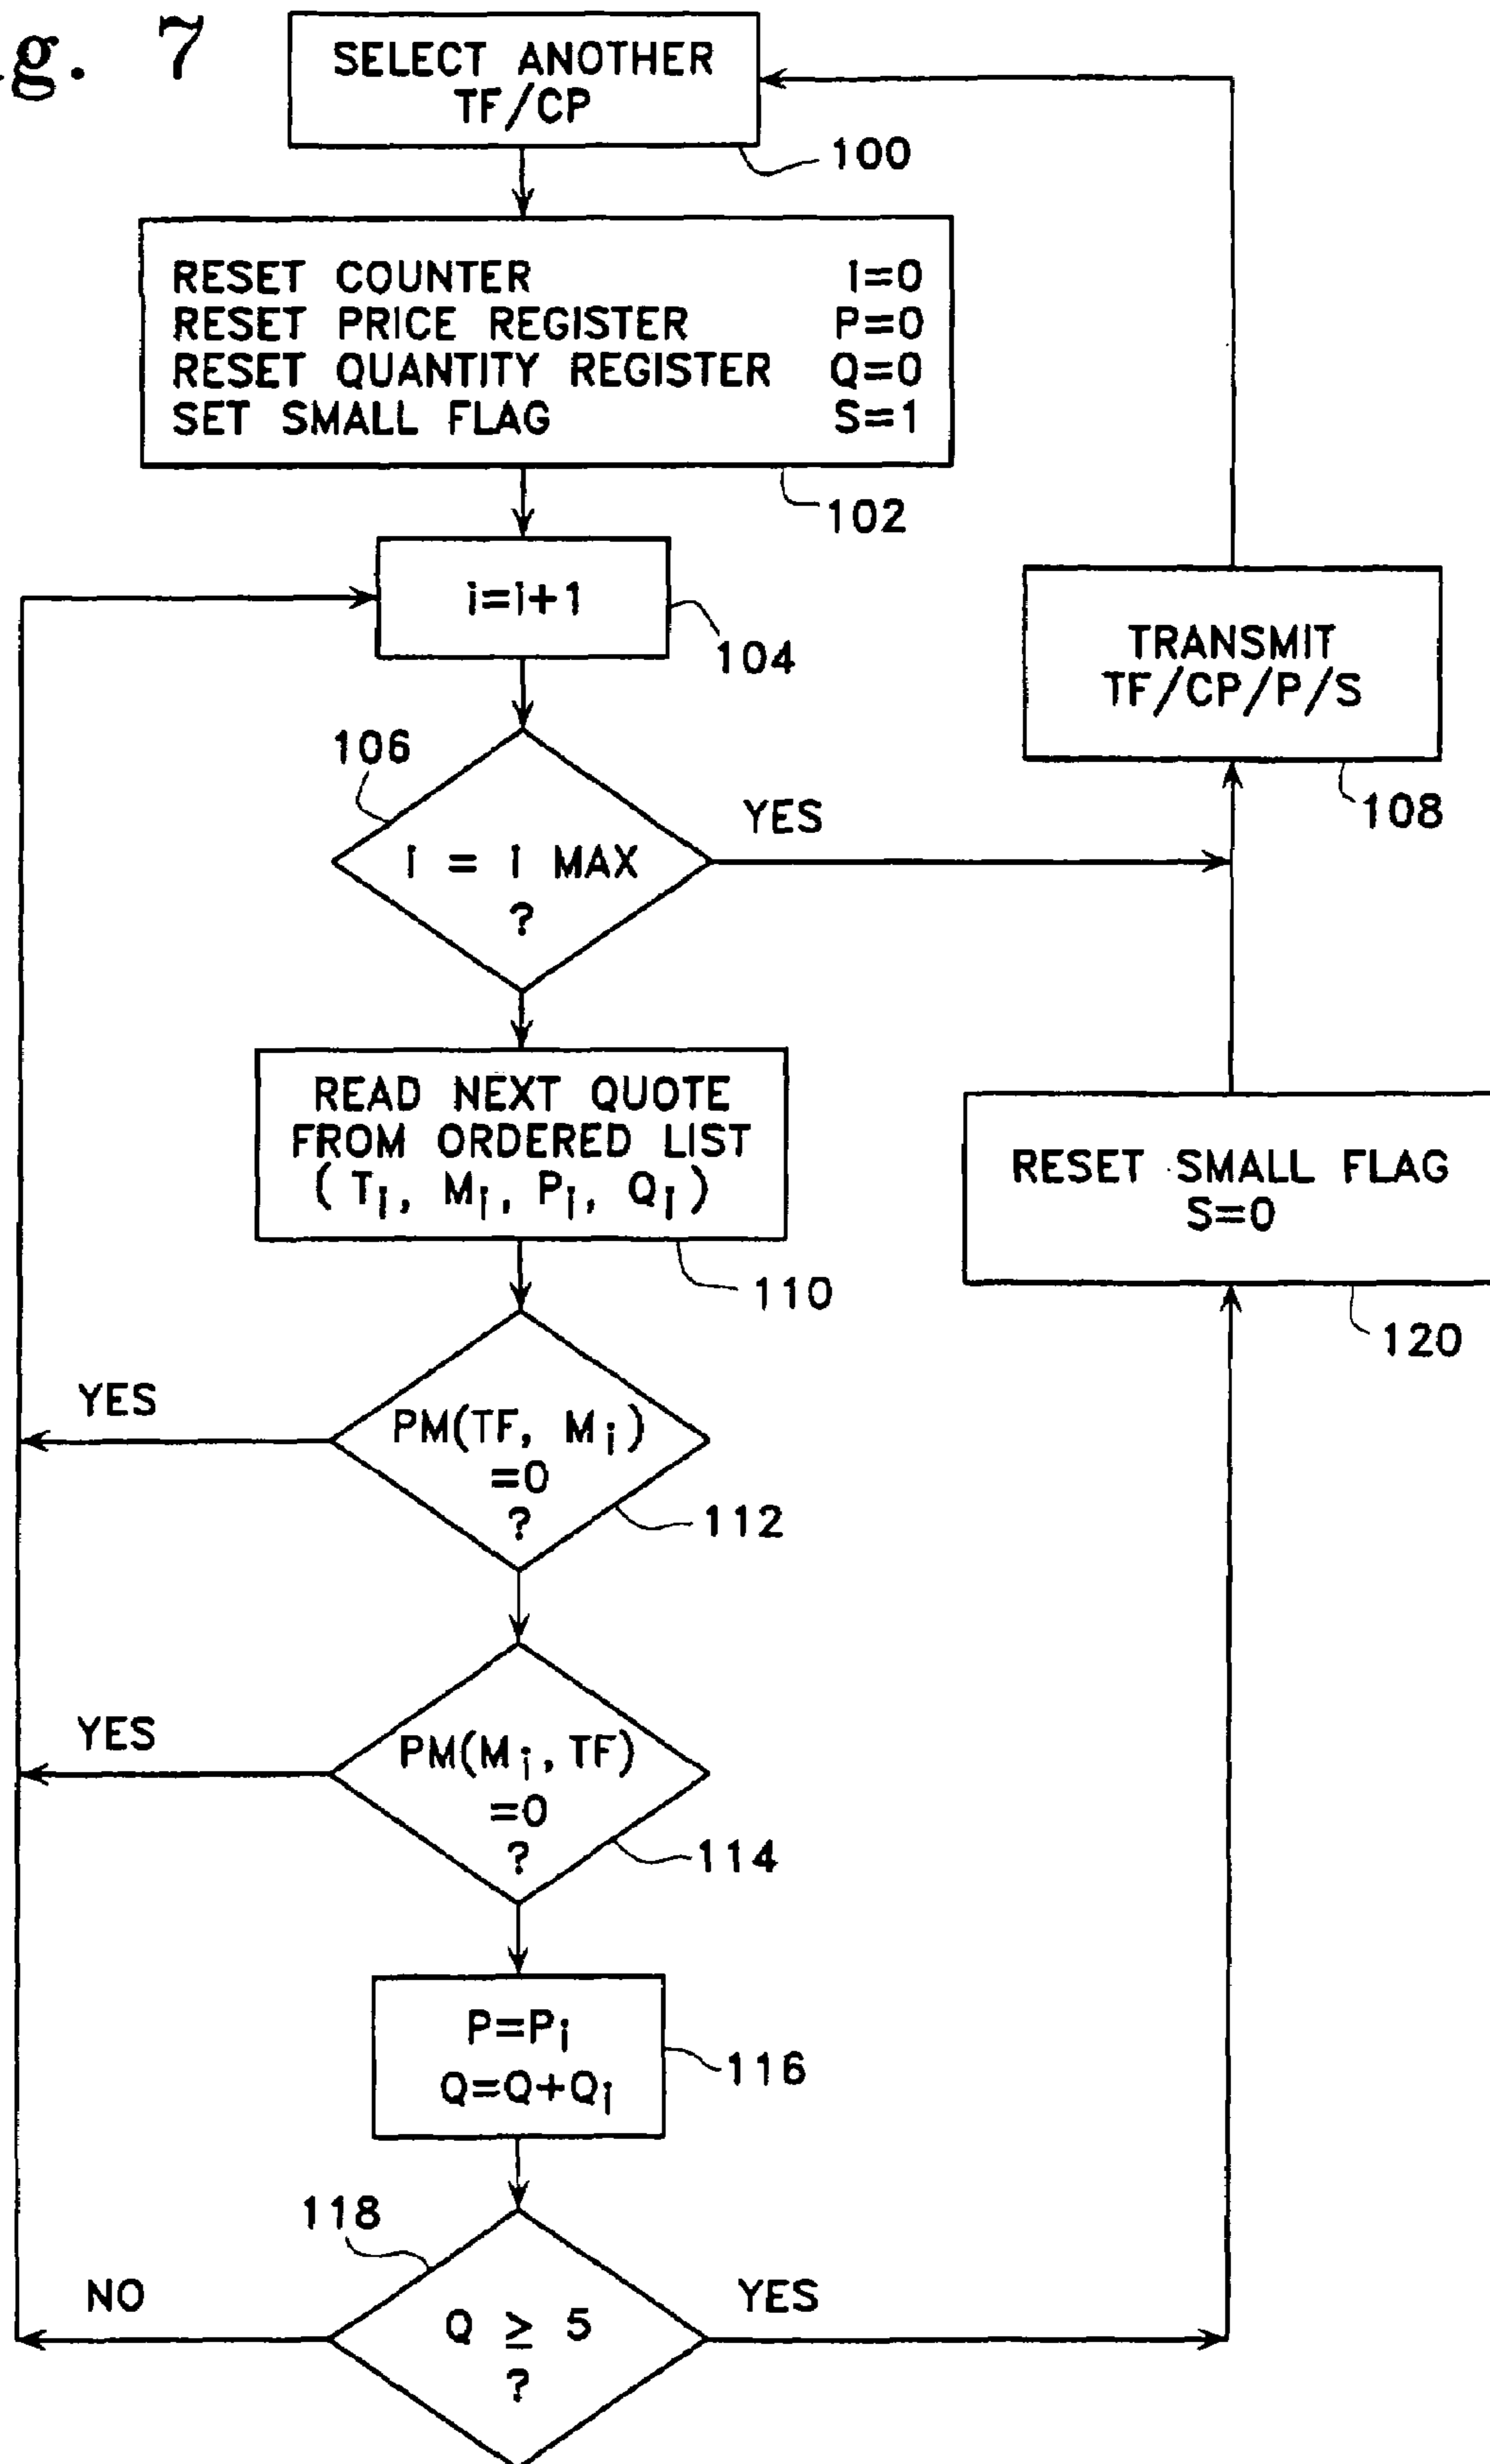 g. 7
SELECT ANOTHER
TF/CP
100
RESET COUNTER i=0
RESET PRICE REGISTER P=0
RESET QUANTITY REGISTER Q=0
SET SMALL FLAG S=1
102
i=i+1
104
TRANSMIT
TF/CP/P/S
108
106
YES
i = i MAX
?
READ NEXT QUOTE
FROM ORDERED LIST
( Ti, Mi, Pi, Qi )
110
RESET SMALL FLAG
S=0
120
YES
PM(TF, Mi)
=0
?
112
YES
PM(Mi, TF)
=0
?
114
P=Pi
Q=Q+Qi
116
118
NO
Q ≥ 5
?
YES